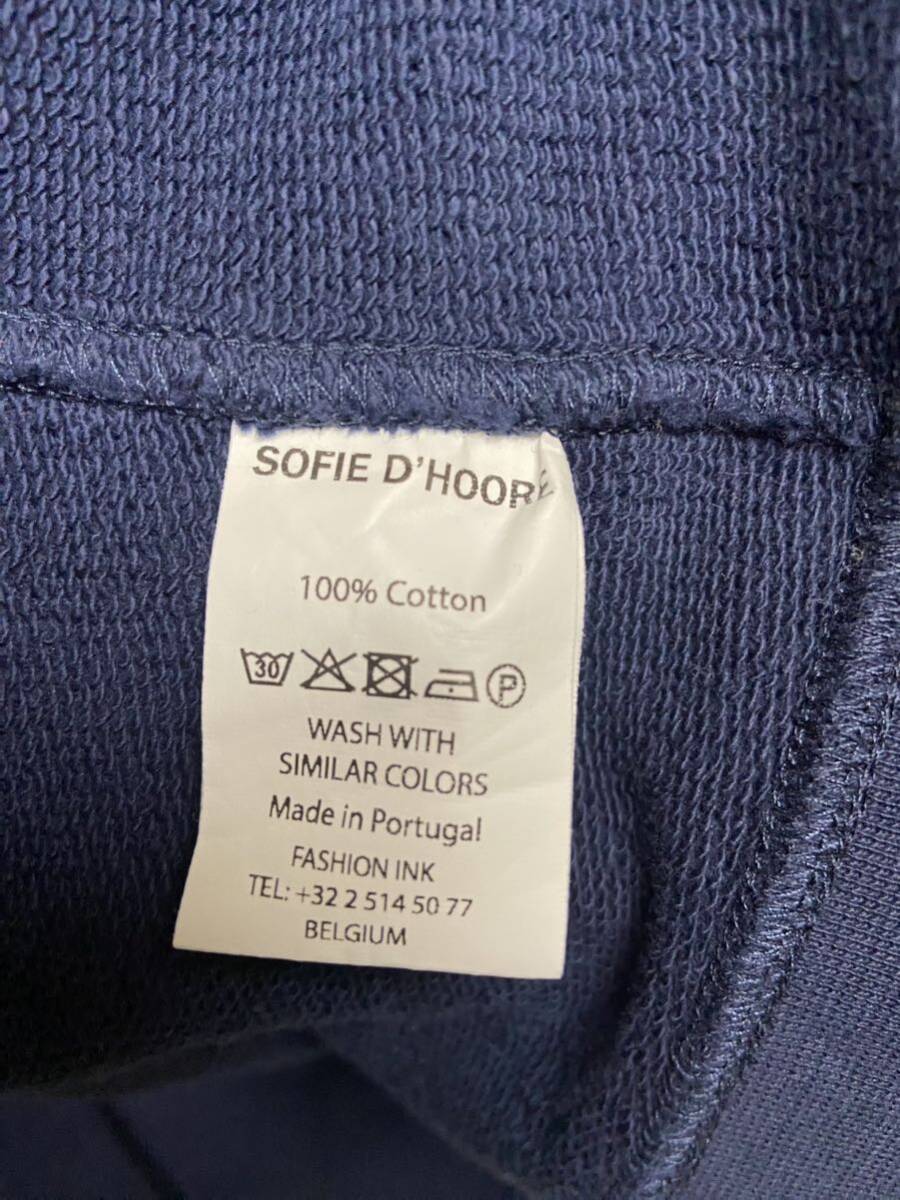 SOFIE D'HOORE
100% Cotton
30 P
WASH WITH
SIMILAR COLORS
Made in Portugal
FASHION INK
TEL: +32 2 514 50 77
BELGIUM